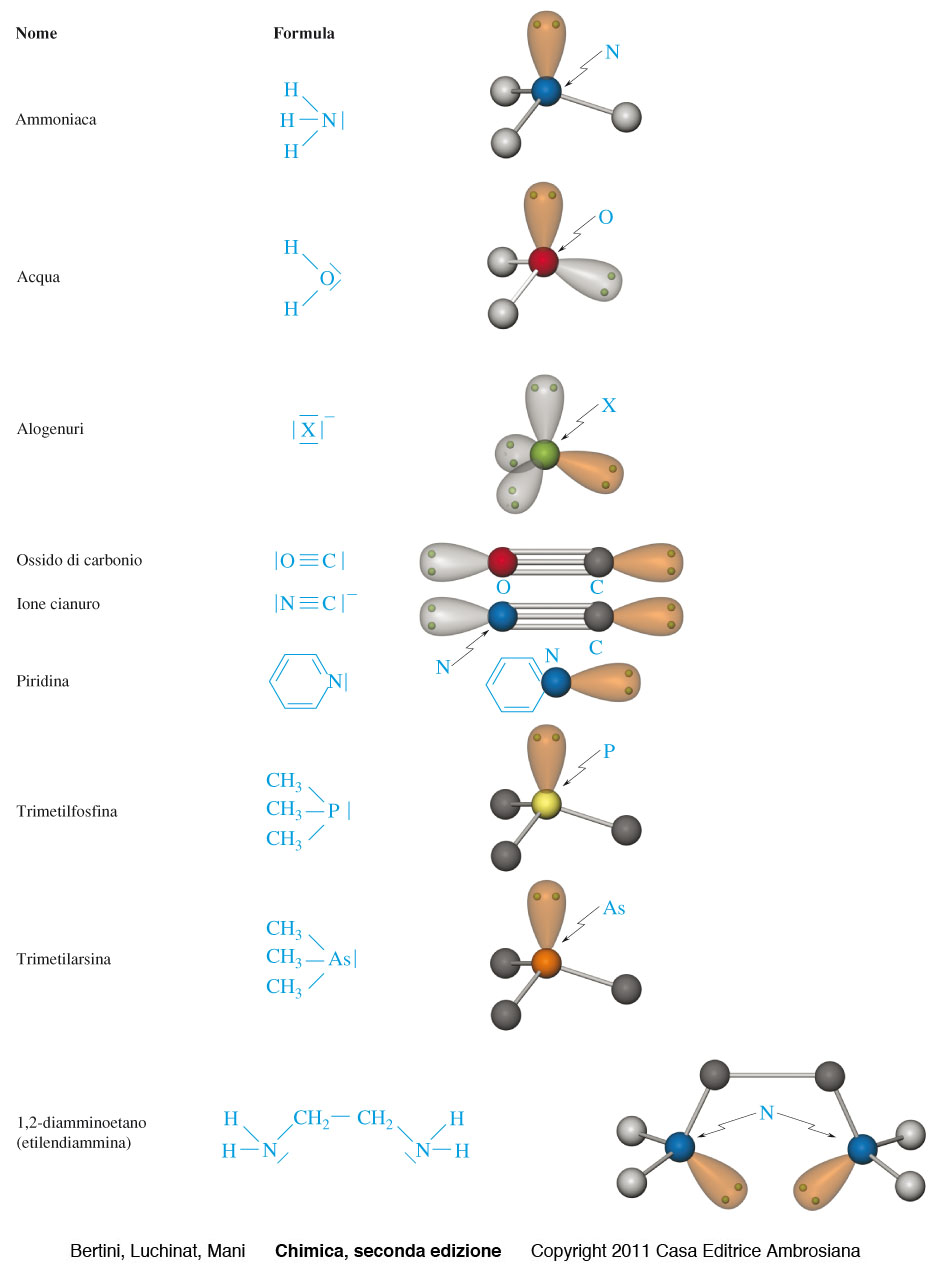 Nome Formula
N
H
Ammoniaca H—N|
H
O
H
Acqua O
H
X
Alogenuri |X|−
Ossido di carbonio |O≡C|
O C
Ione cianuro |N≡C|−
N C
N
Piridina N|
P
CH3
Trimetilfosfina CH3—P|
CH3
As
CH3
Trimetilarsina CH3—As|
CH3
N
1,2-diamminoetano H CH2—CH2 H
(etilendiammina) H—N N—H
Bertini, Luchinat, Mani Chimica, seconda edizione Copyright 2011 Casa Editrice Ambrosiana